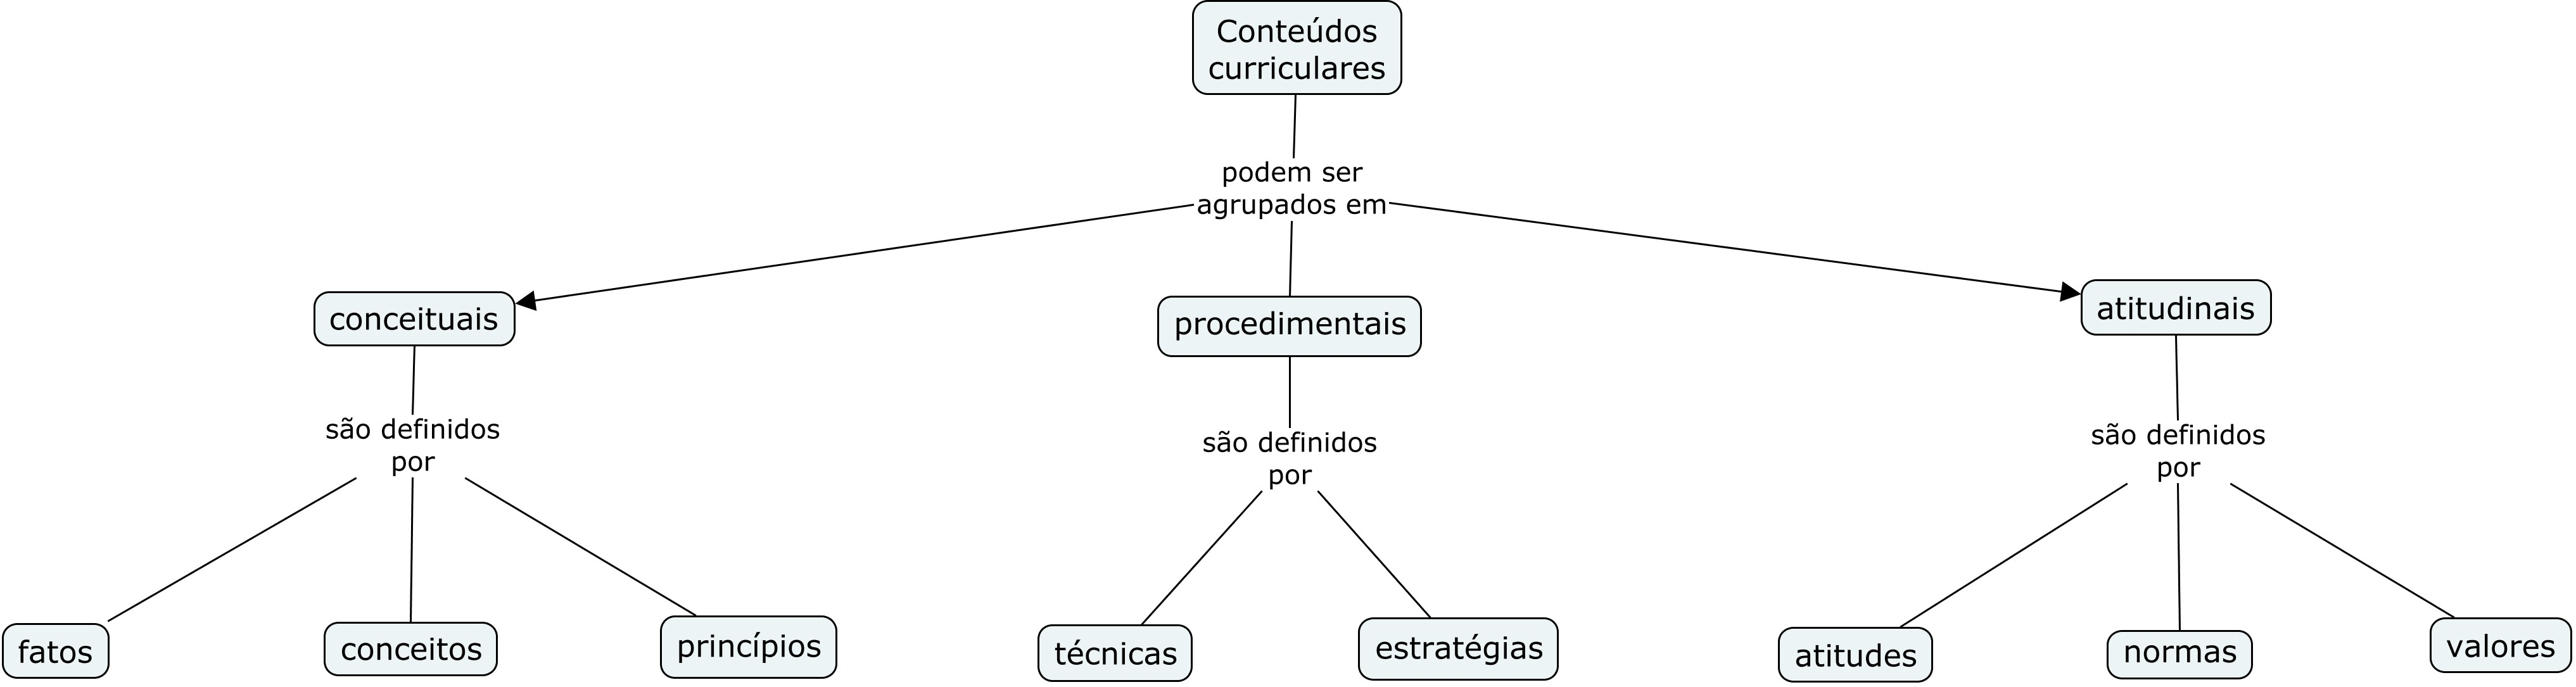 Conteúdos
curriculares
podem ser
agrupados em
conceituais
procedimentais
atitudinais
são definidos
por
são definidos
por
são definidos
por
fatos
conceitos
princípios
técnicas
estratégias
atitudes
normas
valores